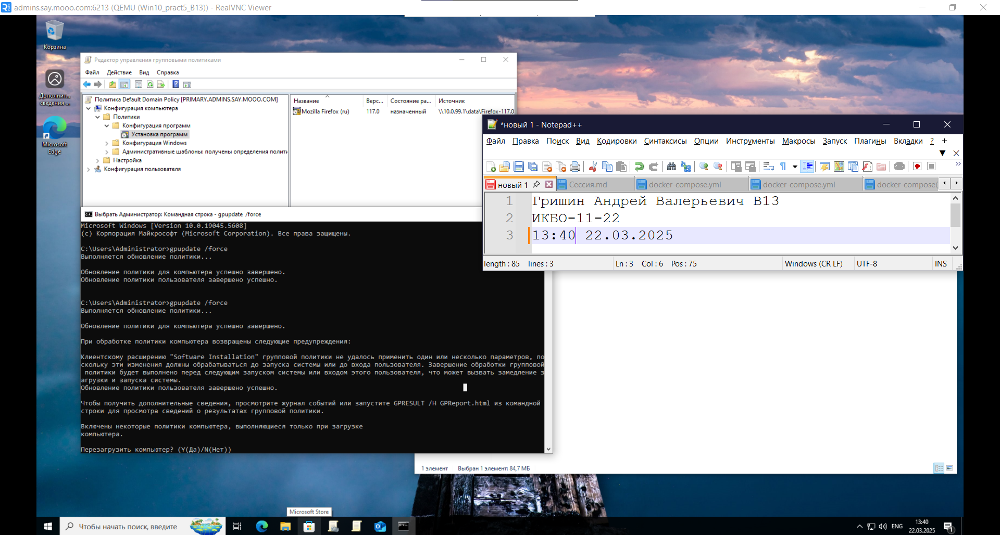 admins.say.mooo.com:6213 (QEMU (Win10_pract5_B13)) - RealVNC Viewer
Корзина
Дополнит...
сведения ...
Microsoft
Edge
Редактор управления групповыми политиками
Файл Действие Вид Справка
Политика Default Domain Policy [PRIMARY.ADMINS.SAY.MOOO.COM]
Конфигурация компьютера
Политики
Конфигурация программ
Установка программ
Конфигурация Windows
Административные шаблоны: получены определения полити
Настройка
Конфигурация пользователя
Название Верс... Состояние ра... Источник
Mozilla Firefox (ru) 117.0 назначенный \\10.0.99.1\data\Firefox-117.0
*новый 1 - Notepad++
Файл Правка Поиск Вид Кодировки Синтаксисы Опции Инструменты Макросы Запуск Плагины Вкладки ? +
новый 1 Сессия.md docker-compose.yml docker-compose.yml docker-compose(
1 Гришин Андрей Валерьевич В13
2 ИКБО-11-22
3 13:40 22.03.2025
length : 85 lines : 3 Ln : 3 Col : 6 Pos : 75 Windows (CR LF) UTF-8 INS
Выбрать Администратор: Командная строка - gpupdate /force
Microsoft Windows [Version 10.0.19045.5608]
(c) Корпорация Майкрософт (Microsoft Corporation). Все права защищены.
C:\Users\Administrator>gpupdate /force
Выполняется обновление политики...
Обновление политики для компьютера успешно завершено.
Обновление политики пользователя завершено успешно.
C:\Users\Administrator>gpupdate /force
Выполняется обновление политики...
Обновление политики для компьютера успешно завершено.
При обработке политики компьютера возвращены следующие предупреждения:
Клиентскому расширению "Software Installation" групповой политики не удалось применить один или несколько параметров, по
скольку эти изменения должны обрабатываться до запуска системы или до входа пользователя. Завершение обработки групповой
политики будет выполнено перед следующим запуском системы или входом этого пользователя, что может вызвать замедление з
агрузки и запуска системы.
Обновление политики пользователя завершено успешно.
Чтобы получить дополнительные сведения, просмотрите журнал событий или запустите GPRESULT /H GPReport.html из командной
строки для просмотра сведений о результатах групповой политики.
Включены некоторые политики компьютера, выполняющиеся только при загрузке
компьютера.
Перезагрузить компьютер? (Y(Да)/N(Нет))
1 элемент Выбран 1 элемент: 84,7 МБ
Microsoft Store
Чтобы начать поиск, введите
ENG
13:40
22.03.2025
1